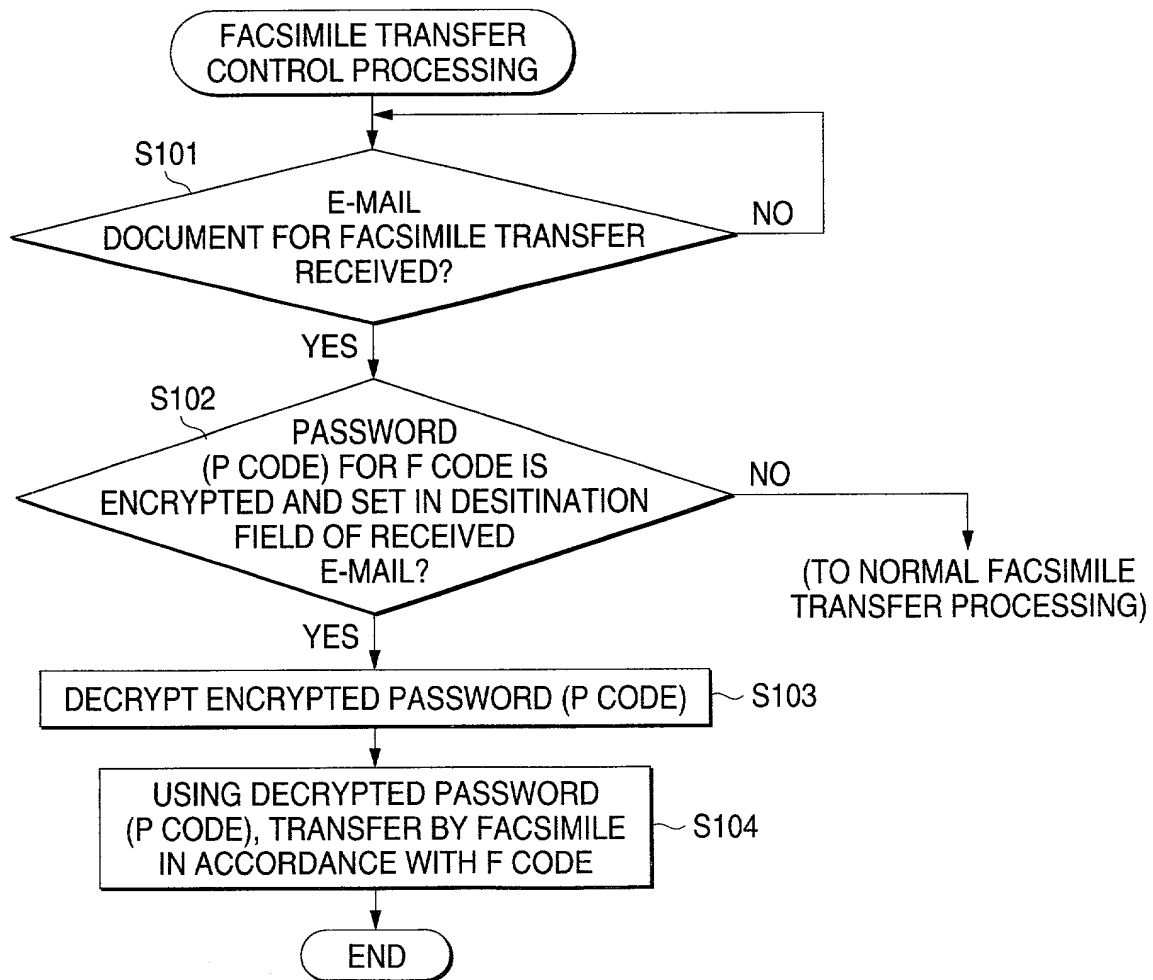 FACSIMILE TRANSFER
CONTROL PROCESSING
S101
E-MAIL
DOCUMENT FOR FACSIMILE TRANSFER
RECEIVED?
NO
YES
S102
PASSWORD
(P CODE) FOR F CODE IS
ENCRYPTED AND SET IN DESITINATION
FIELD OF RECEIVED
E-MAIL?
NO
(TO NORMAL FACSIMILE
TRANSFER PROCESSING)
YES
DECRYPT ENCRYPTED PASSWORD (P CODE)
S103
USING DECRYPTED PASSWORD
(P CODE), TRANSFER BY FACSIMILE
IN ACCORDANCE WITH F CODE
S104
END